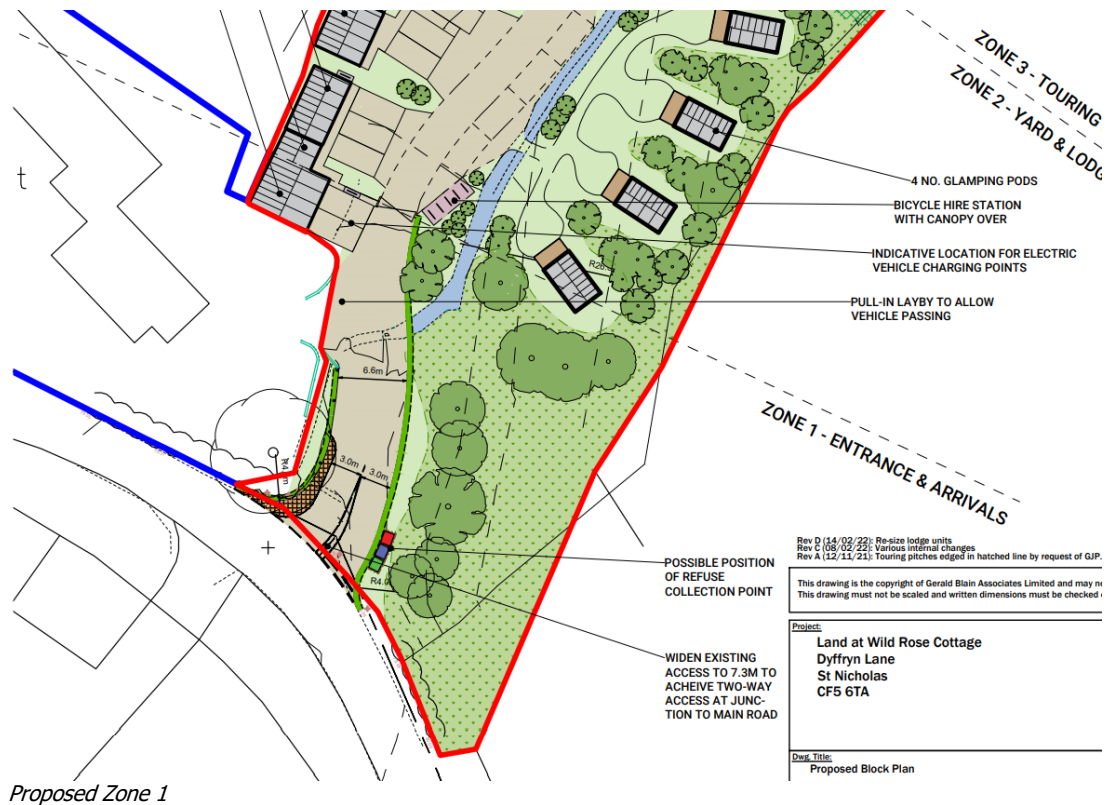 ZONE 3 - TOURING
ZONE 2 - YARD & LODG
t
4 NO. GLAMPING PODS
BICYCLE HIRE STATION
WITH CANOPY OVER
INDICATIVE LOCATION FOR ELECTRIC
VEHICLE CHARGING POINTS
PULL-IN LAYBY TO ALLOW
VEHICLE PASSING
6.6m
ZONE 1 - ENTRANCE & ARRIVALS
3.0m
3.0m
POSSIBLE POSITION
OF REFUSE
COLLECTION POINT
WIDEN EXISTING
ACCESS TO 7.3M TO
ACHEIVE TWO-WAY
ACCESS AT JUNC-
TION TO MAIN ROAD
Rev D (14/02/22): Re-size lodge units
Rev C (08/02/22): Various internal changes
Rev A (12/11/21): Touring pitches edged in hatched line by request of GJP.
This drawing is the copyright of Gerald Blain Associates Limited and may ne
This drawing must not be scaled and written dimensions must be checked
Project:
Land at Wild Rose Cottage
Dyffryn Lane
St Nicholas
CF5 6TA
Dwg. Title:
Proposed Block Plan
Proposed Zone 1